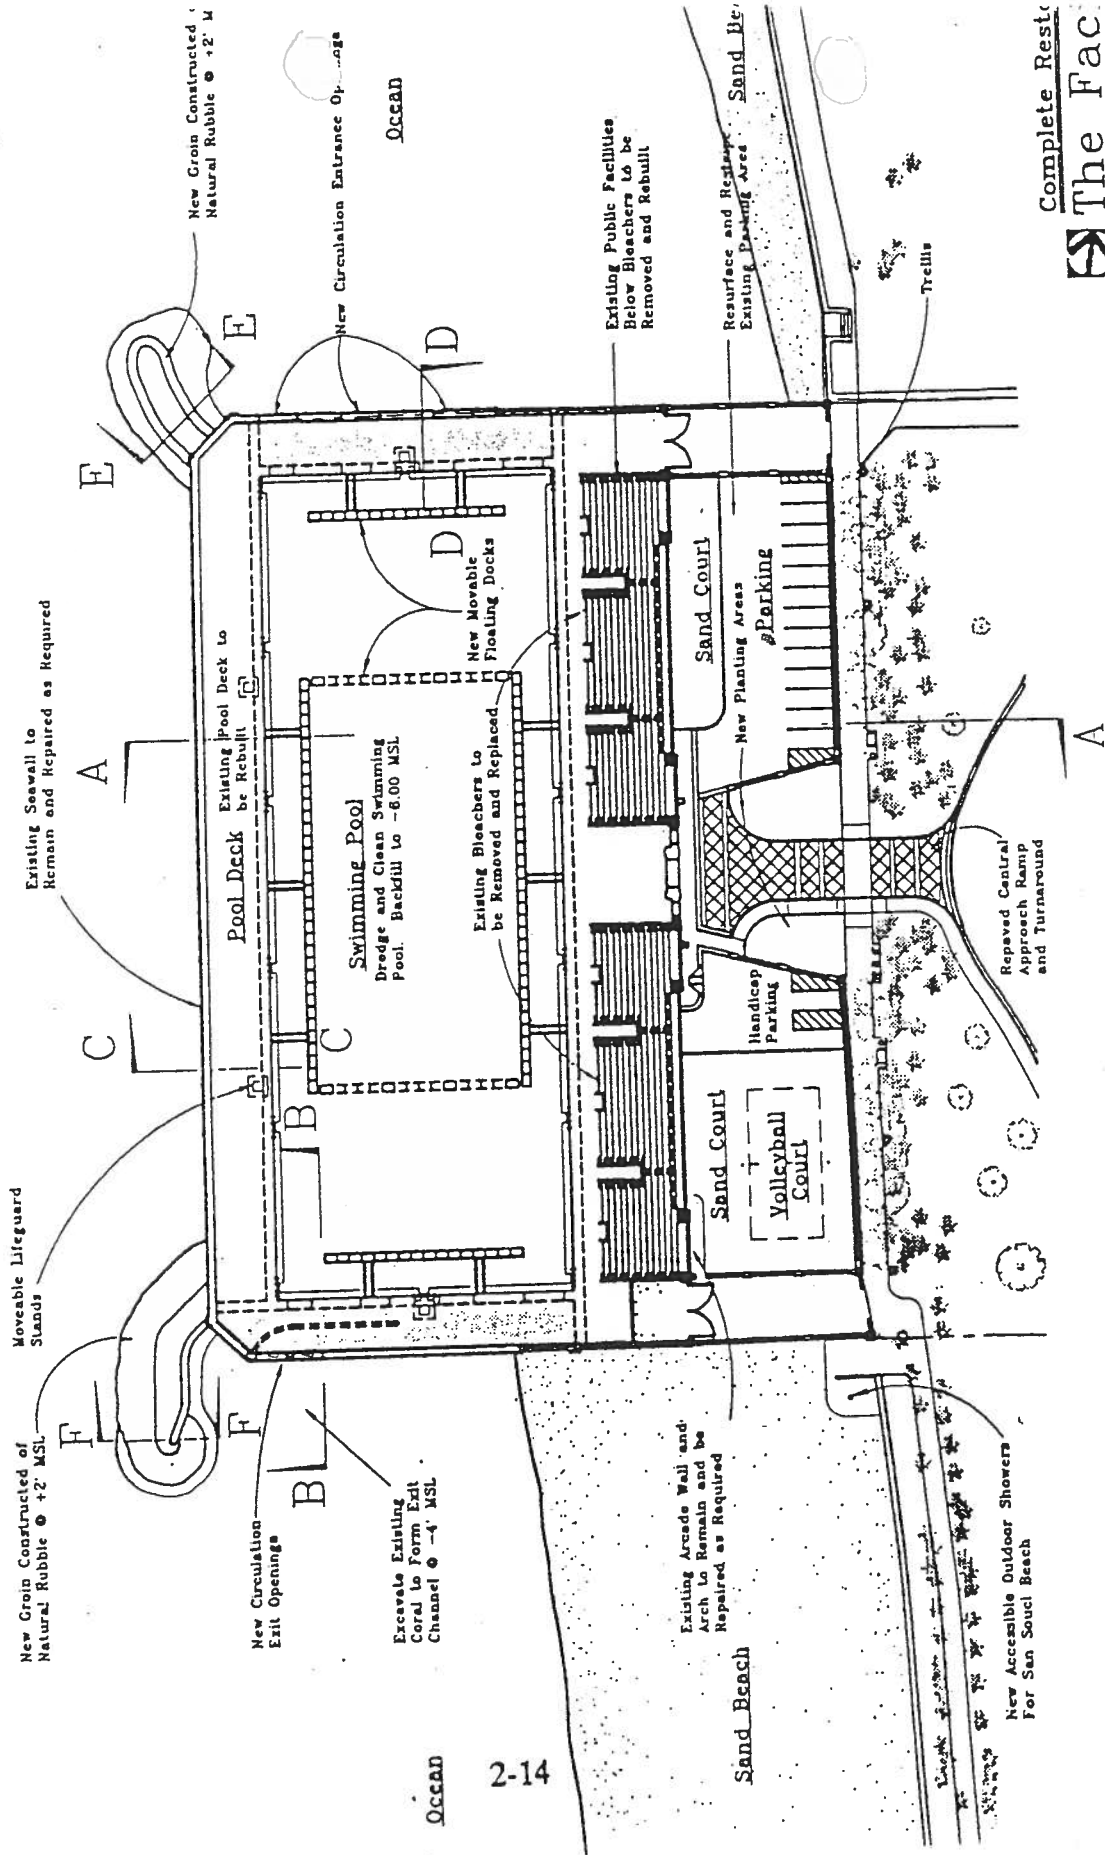 New Groin Constructed of
Natural Rubble @ +2' MSL
Moveable Lifeguard
Stands
Existing Seawall to
Remain and Repaired as Required
New Groin Constructed
Natural Rubble @ +2'
New Circulation Entrance
Ocean
F
F
C
C
A
A
E
E
B
B
D
D
Pool Deck
Existing Pool Deck to
be Rebuilt
Swimming Pool
Dredge and Clean Swimming
Pool. Backfill to -6.00 MSL
New Movable
Floating Docks
New Circulation
Exit Openings
Excavate Existing
Coral to Form Exit
Channel @ -4' MSL
Existing Bleachers to
be Removed and Replaced
Existing Public Facilities
Below Bleachers to be
Removed and Rebuilt
Resurface and Restripe
Existing Parking Area
Sand
Ocean
2-14
Existing Arcade Wall and
Arch to Remain and be
Repaired as Required
Sand Beach
Sand Court
Volleyball
Court
Handicap
Parking
New Planting Areas
Sand Court
Parking
Trellis
Repaved Central
Approach Ramp
and Turnaround
New Accessible Outdoor Showers
For San Souci Beach
Complete
The